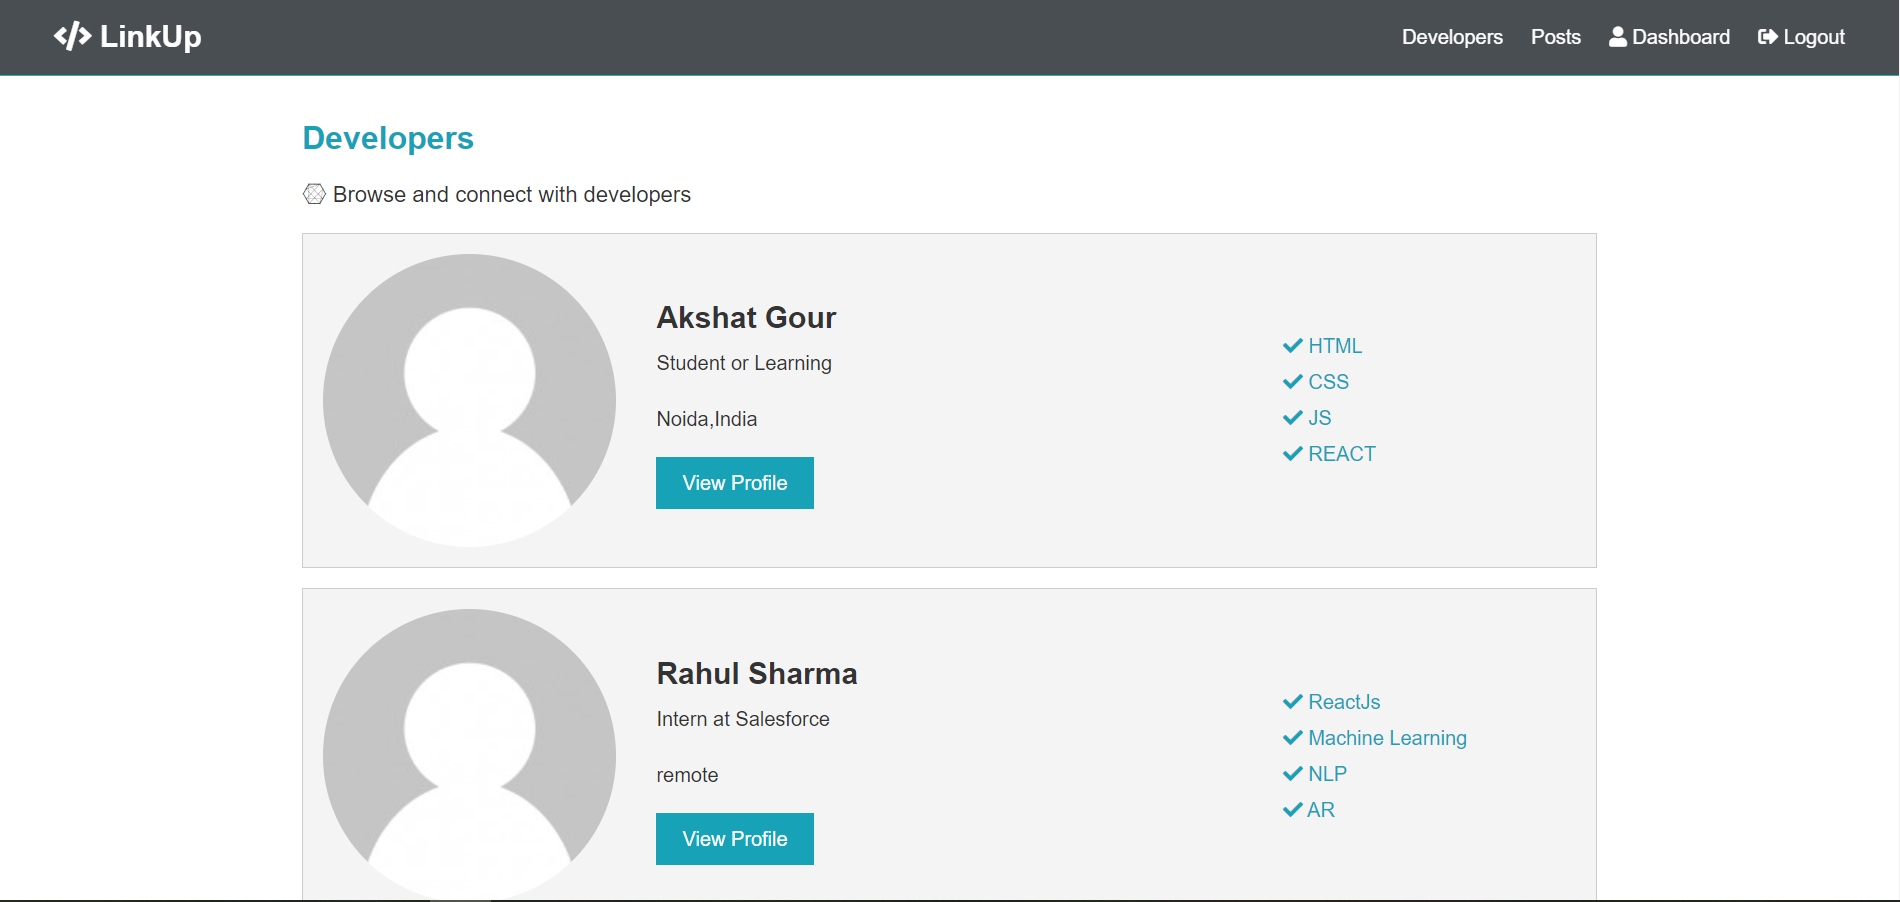 LinkUp
Developers Posts Dashboard Logout
Developers
Browse and connect with developers
Akshat Gour
Student or Learning
Noida,India
View Profile
HTML
CSS
JS
REACT
Rahul Sharma
Intern at Salesforce
remote
View Profile
ReactJs
Machine Learning
NLP
AR